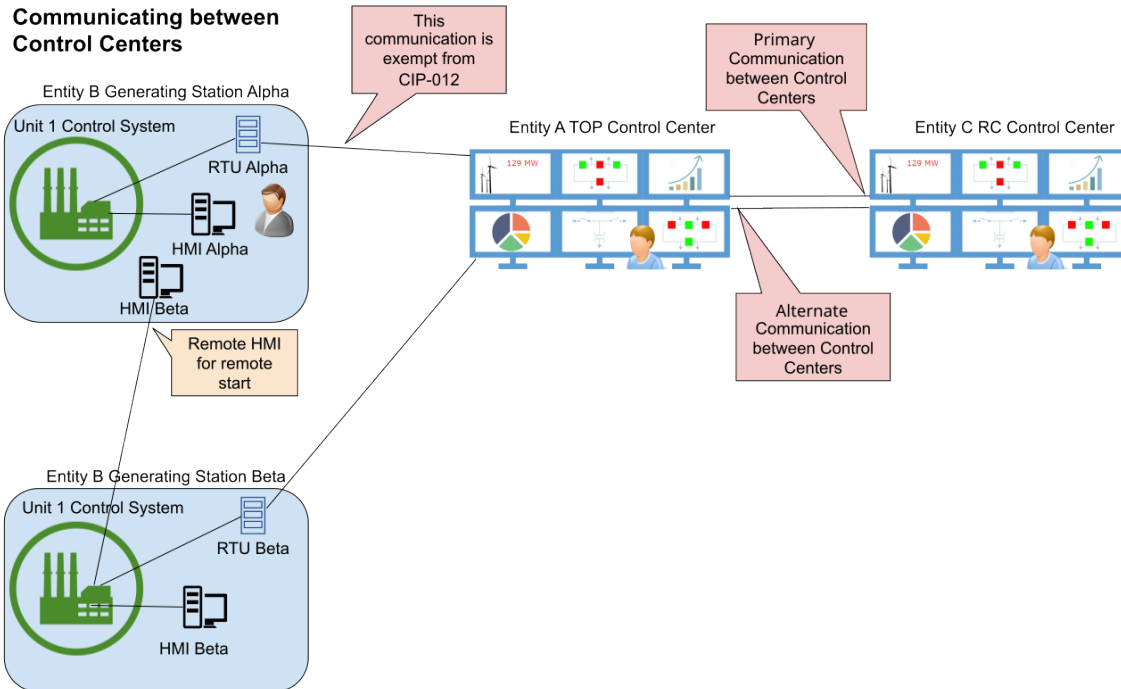 Communicating between
Control Centers
This
communication is
exempt from
CIP-012
Primary
Communication
between Control
Centers
Entity B Generating Station Alpha
Unit 1 Control System
RTU Alpha
HMI Alpha
HMI Beta
Remote HMI
for remote
start
Entity A TOP Control Center
129 MW
Entity C RC Control Center
129 MW
Alternate
Communication
between Control
Centers
Entity B Generating Station Beta
Unit 1 Control System
RTU Beta
HMI Beta